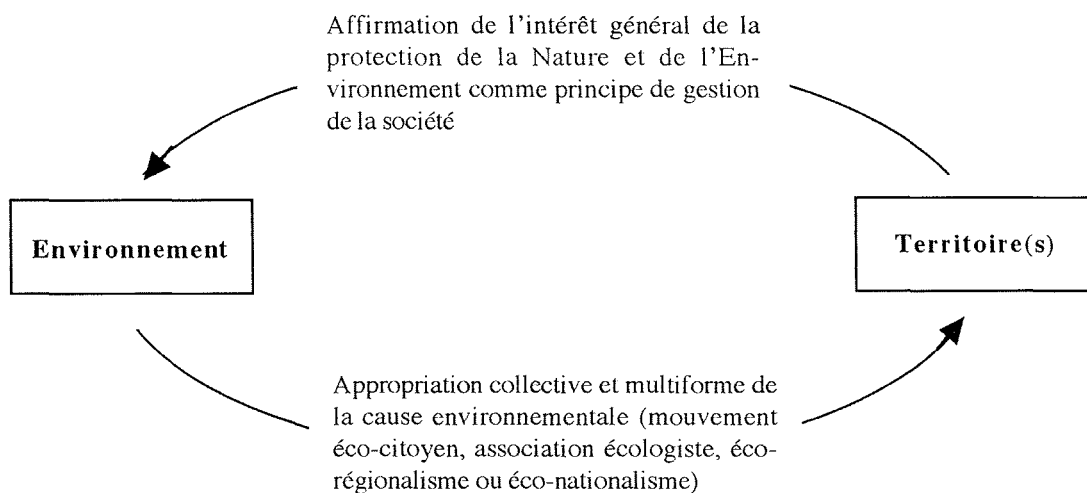 Affirmation de l'intérêt général de la
protection de la Nature et de l'En-
vironnement comme principe de gestion
de la société
Environnement
Territoire(s)
Appropriation collective et multiforme de
la cause environnementale (mouvement
éco-citoyen, association écologiste, éco-
régionalisme ou éco-nationalisme)